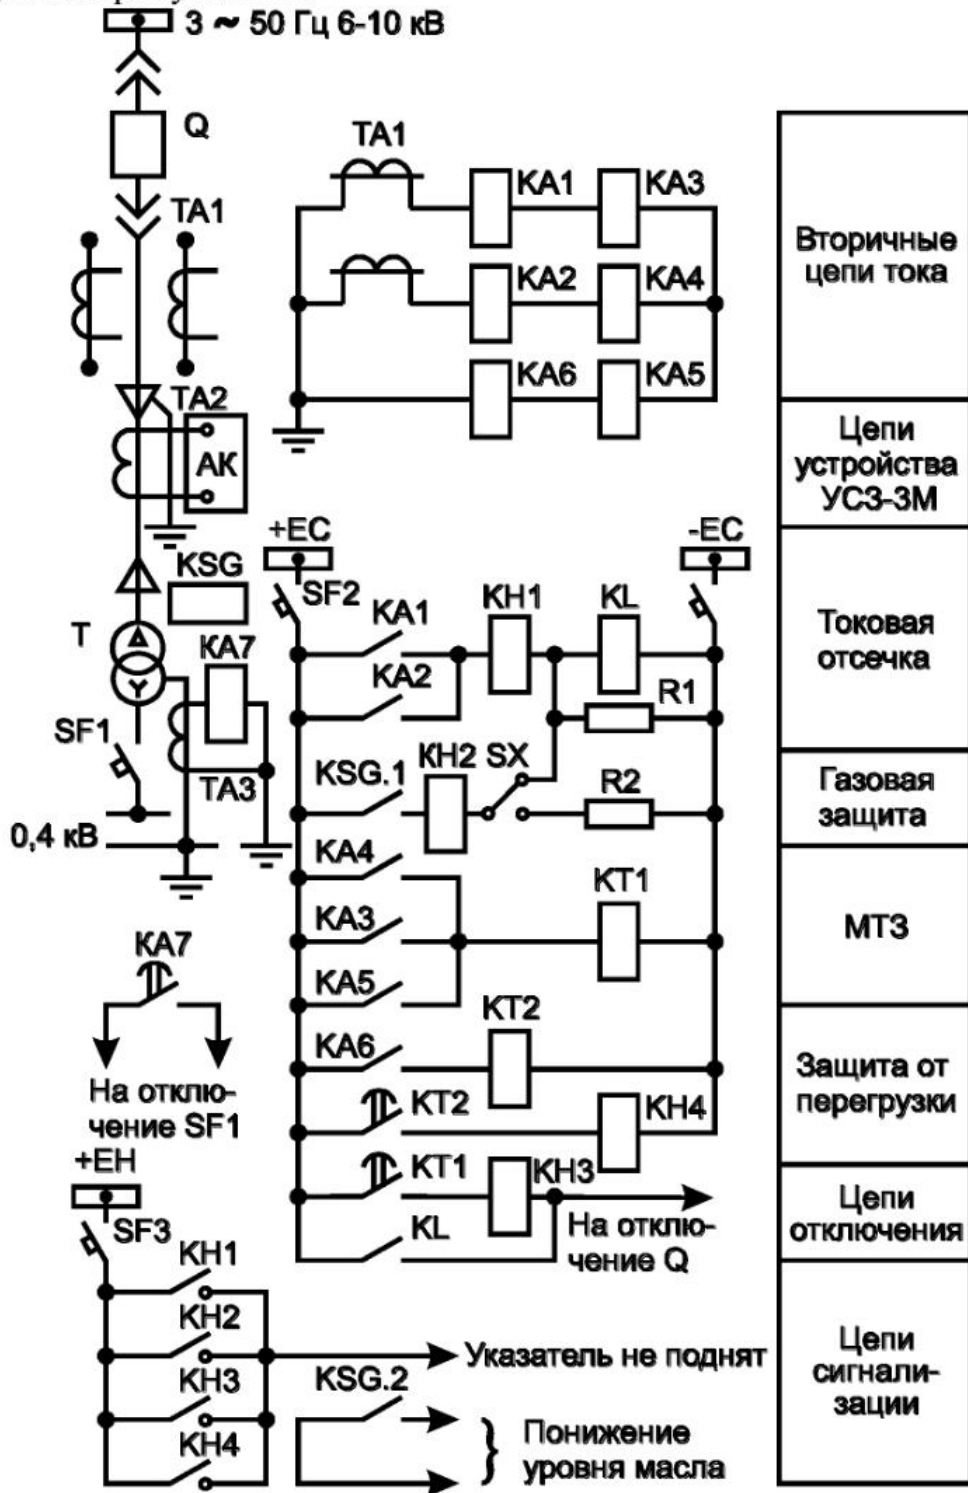 3 ~ 50 Гц 6-10 кВ
Q
TA1
TA1
KA1
KA3
KA2
KA4
KA6
KA5
Вторичные
цепи тока
TA2
АК
Цепи
устройства
УСЗ-3М
+EC
-EC
KSG
SF2
KA1
KH1
KL
T
KA7
KA2
R1
Токовая
отсечка
SF1
TA3
KSG.1
KH2
SX
R2
Газовая
защита
0,4 кВ
KA4
KT1
KA3
МТЗ
KA7
KA5
KT2
KA6
На отклю-
чение SF1
KT2
KH4
Защита от
перегрузки
+EH
KT1
KH3
Цепи
отключения
SF3
KL
На отклю-
чение Q
KH1
KH2
Указатель не поднят
KH3
KSG.2
Цепи
сигнали-
зации
KH4
Понижение
уровня масла